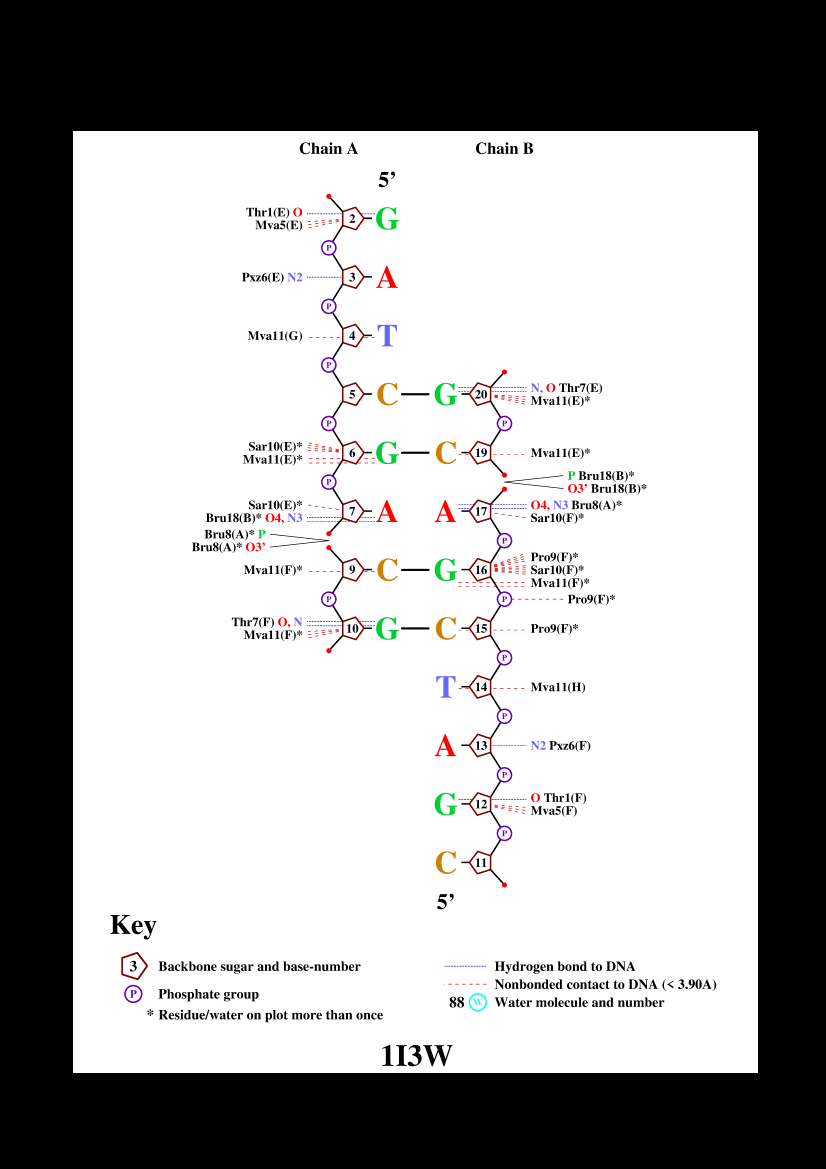 Chain A Chain B
5’
Thr1(E) O 2 G
Mva5(E)
P
Pxz6(E) N2 3 A
P
Mva11(G) 4 T
P
5 C G 20 N, O Thr7(E)
Mva11(E)*
P P
Sar10(E)* 6 G C 19 Mva11(E)*
Mva11(E)*
P P Bru18(B)*
O3’ Bru18(B)*
Sar10(E)* 7 A A 17 O4, N3 Bru8(A)*
Bru18(B)* O4, N3 Sar10(F)*
Bru8(A)* P P
Bru8(A)* O3’
Pro9(F)*
Mva11(F)* 9 C G 16 Sar10(F)*
Mva11(F)*
P P Pro9(F)*
Thr7(F) O, N 10 G C 15 Pro9(F)*
Mva11(F)*
P
T 14 Mva11(H)
P
A 13 N2 Pxz6(F)
P
G 12 O Thr1(F)
Mva5(F)
P
C 11
5’
Key
3 Backbone sugar and base-number
P Phosphate group
* Residue/water on plot more than once
Hydrogen bond to DNA
Nonbonded contact to DNA (< 3.90A)
88 W Water molecule and number
1I3W